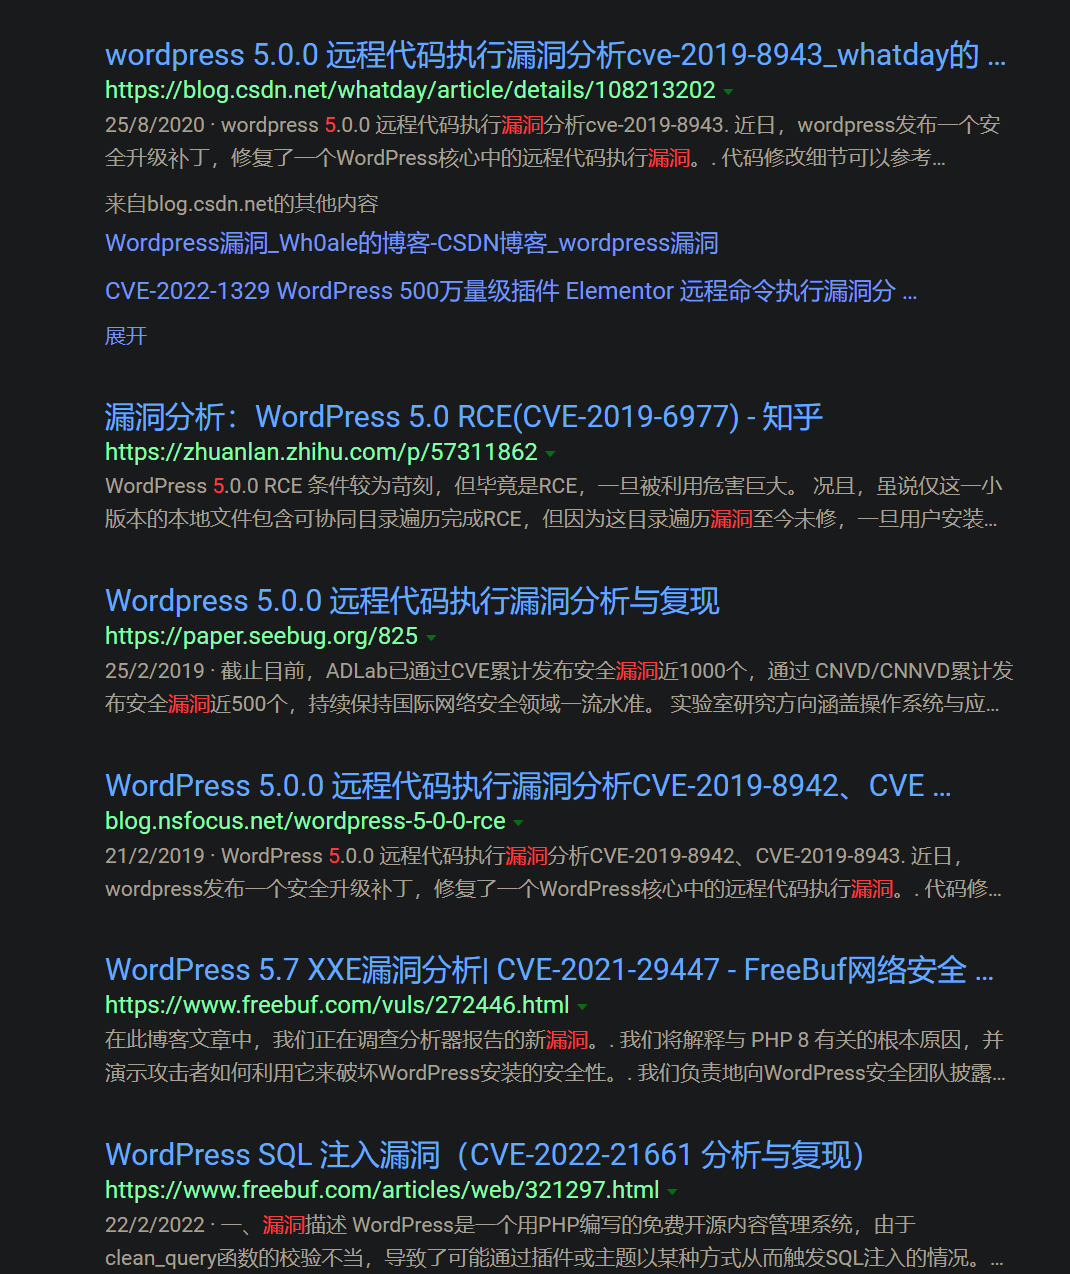 wordpress 5.0.0 远程代码执行漏洞分析cve-2019-8943_whatday的 ...
https://blog.csdn.net/whatday/article/details/108213202
25/8/2020 · wordpress 5.0.0 远程代码执行漏洞分析cve-2019-8943. 近日，wordpress发布一个安
全升级补丁，修复了一个WordPress核心中的远程代码执行漏洞。. 代码修改细节可以参考...
来自blog.csdn.net的其他内容
Wordpress漏洞_Wh0ale的博客-CSDN博客_wordpress漏洞
CVE-2022-1329 WordPress 500万量级插件 Elementor 远程命令执行漏洞分 ...
展开
漏洞分析：WordPress 5.0 RCE(CVE-2019-6977) - 知乎
https://zhuanlan.zhihu.com/p/57311862
WordPress 5.0.0 RCE 条件较为苛刻，但毕竟是RCE，一旦被利用危害巨大。 况且，虽说仅这一小
版本的本地文件包含可协同目录遍历完成RCE，但因为这目录遍历漏洞至今未修，一旦用户安装...
Wordpress 5.0.0 远程代码执行漏洞分析与复现
https://paper.seebug.org/825
25/2/2019 · 截止目前，ADLab已通过CVE累计发布安全漏洞近1000个，通过 CNVD/CNNVD累计发
布安全漏洞近500个，持续保持国际网络安全领域一流水准。 实验室研究方向涵盖操作系统与应...
WordPress 5.0.0 远程代码执行漏洞分析CVE-2019-8942、CVE ...
blog.nsfocus.net/wordpress-5-0-0-rce
21/2/2019 · WordPress 5.0.0 远程代码执行漏洞分析CVE-2019-8942、CVE-2019-8943. 近日，
wordpress发布一个安全升级补丁，修复了一个WordPress核心中的远程代码执行漏洞。. 代码修...
WordPress 5.7 XXE漏洞分析| CVE-2021-29447 - FreeBuf网络安全 ...
https://www.freebuf.com/vuls/272446.html
在此博客文章中，我们正在调查分析器报告的新漏洞。. 我们将解释与 PHP 8 有关的根本原因，并
演示攻击者如何利用它来破坏WordPress安装的安全性。. 我们负责地向WordPress安全团队披露...
WordPress SQL 注入漏洞（CVE-2022-21661 分析与复现）
https://www.freebuf.com/articles/web/321297.html
22/2/2022 · 一、漏洞描述 WordPress是一个用PHP编写的免费开源内容管理系统，由于
clean_query函数的校验不当，导致了可能通过插件或主题以某种方式从而触发SQL注入的情况。...